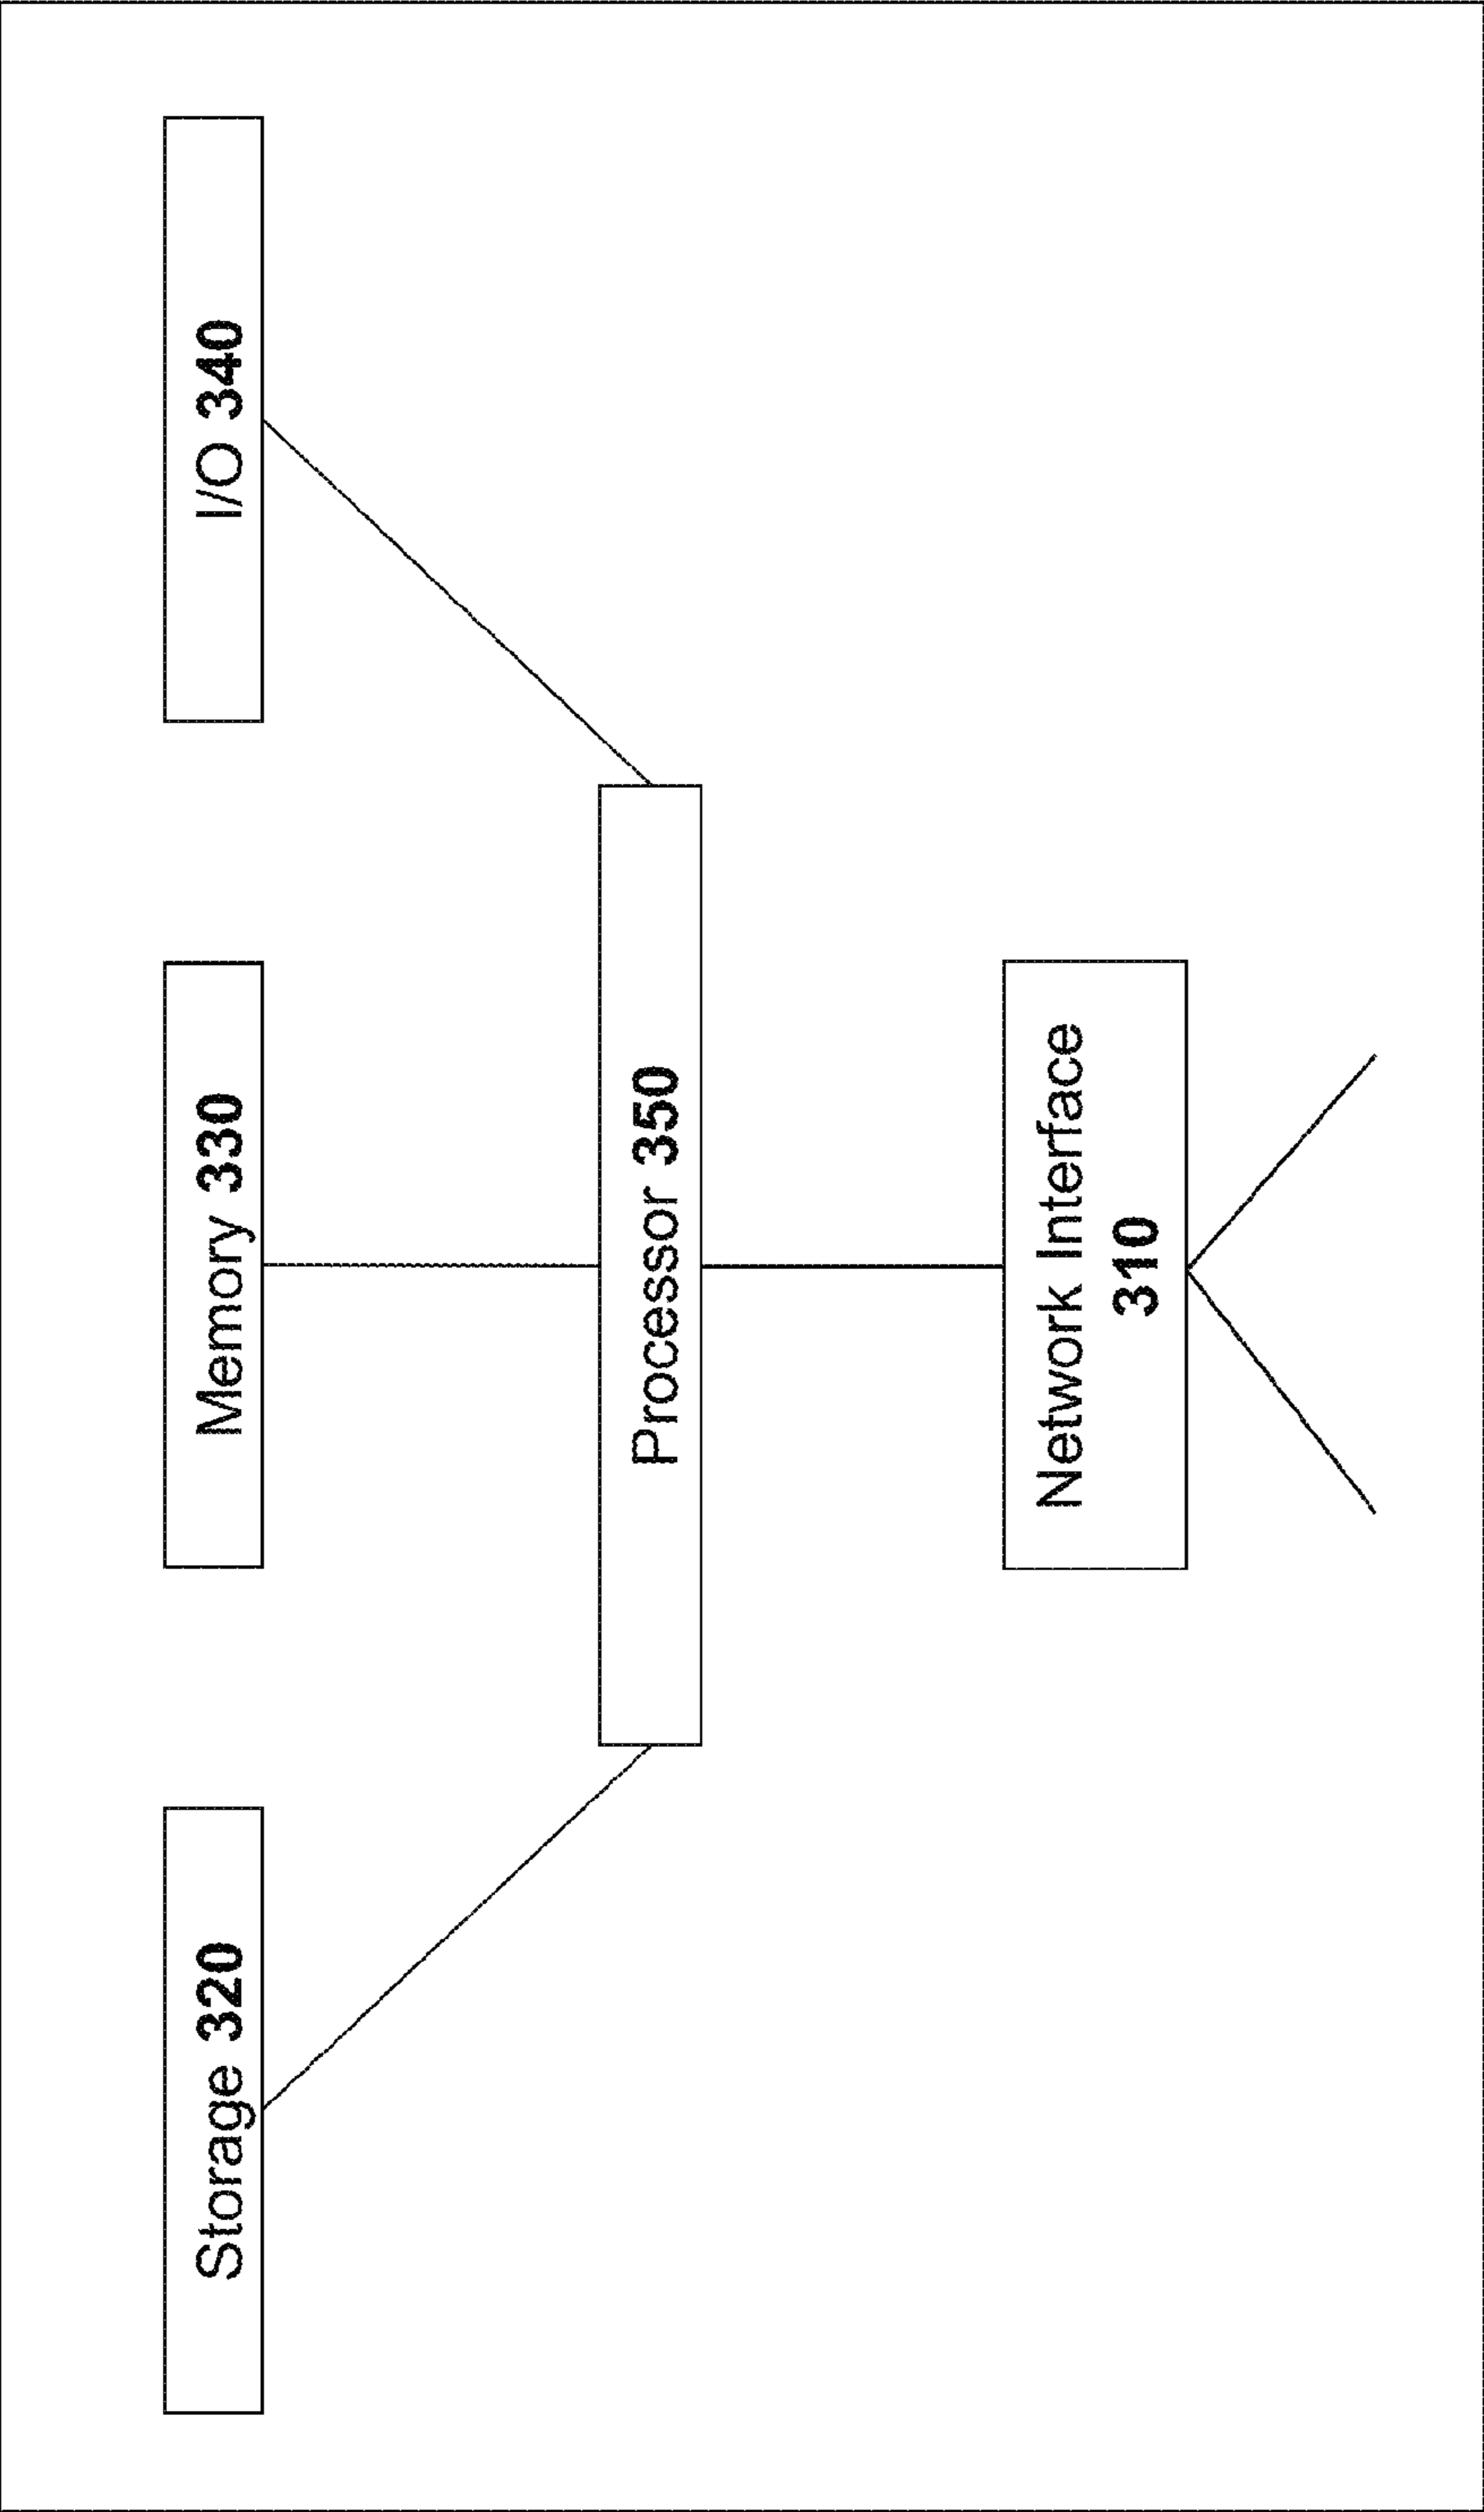 Storage 320
Memory 330
I/O 340
Processor 350
Network Interface
310